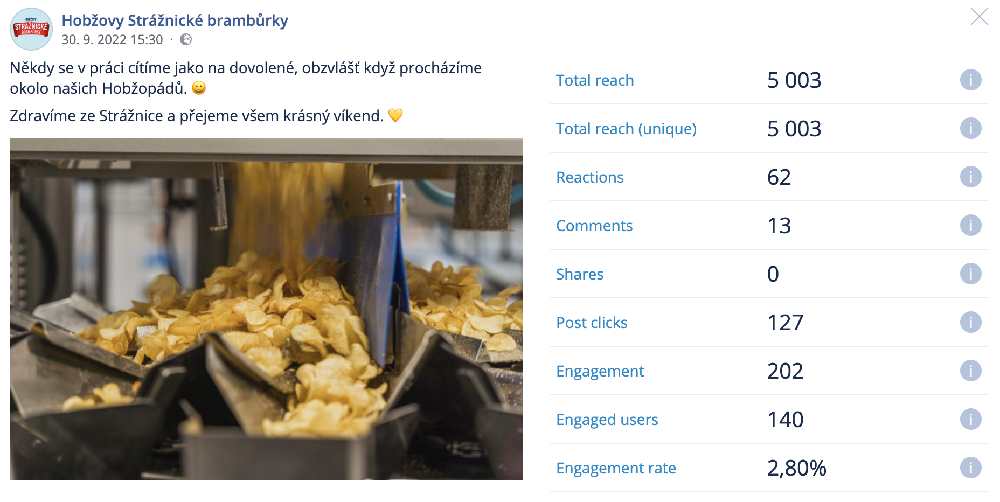 HOBŽOVY
STRÁŽNICKÉ
BRAMBŮRKY
Hobžovy Strážnické brambůrky
30. 9. 2022 15:30 ·
Někdy se v práci cítíme jako na dovolené, obzvlášť když procházíme
okolo našich Hobžopádů. 😀
Zdravíme ze Strážnice a přejeme všem krásný víkend. 💛
Total reach 5 003 i
Total reach (unique) 5 003 i
Reactions 62 i
Comments 13 i
Shares 0 i
Post clicks 127 i
Engagement 202 i
Engaged users 140 i
Engagement rate 2,80% i